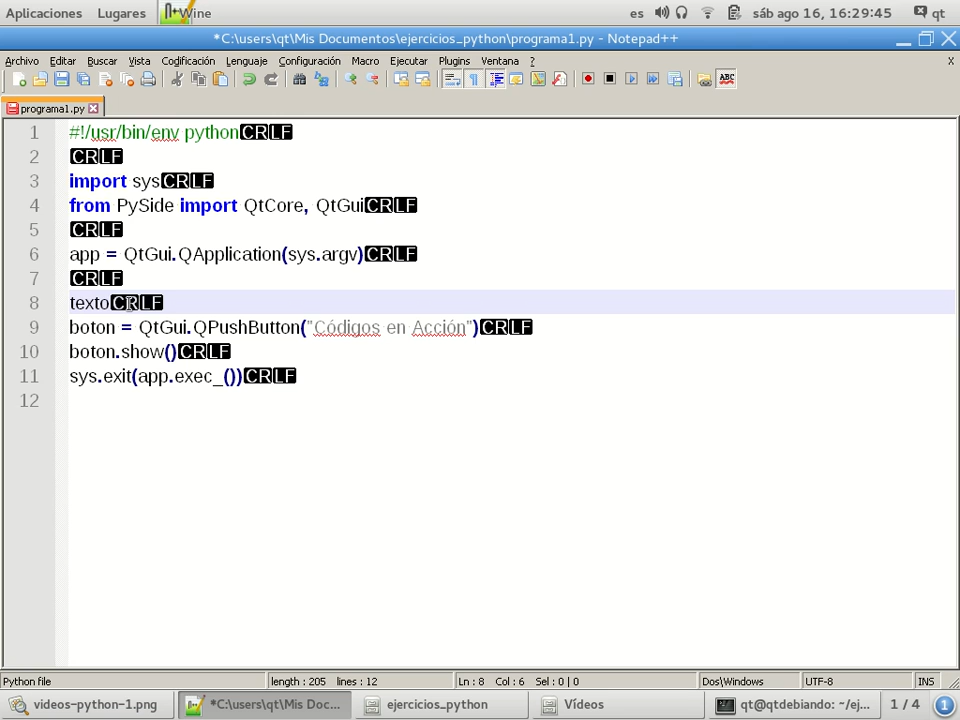 Aplicaciones Lugares Wine es sáb ago 16, 16:29:45 qt
*C:\users\qt\Mis Documentos\ejercicios_python\programa1.py - Notepad++
Archivo Editar Buscar Vista Codificación Lenguaje Configuración Macro Ejecutar Plugins Ventana ? X
ABC
programa1.py
1 #!/usr/bin/env pythonCRLF
2 CRLF
3 import sysCRLF
4 from PySide import QtCore, QtGuiCRLF
5 CRLF
6 app = QtGui.QApplication(sys.argv)CRLF
7 CRLF
8 textoCRLF
9 boton = QtGui.QPushButton("Códigos en Acción")CRLF
10 boton.show()CRLF
11 sys.exit(app.exec_())CRLF
12
Python file length : 205 lines : 12 Ln : 8 Col : 6 Sel : 0 | 0 Dos\Windows UTF-8 INS
videos-python-1.png *C:\users\qt\Mis Doc... ejercicios_python Vídeos qt@qtdebiando: ~/ej... 1 / 4 1